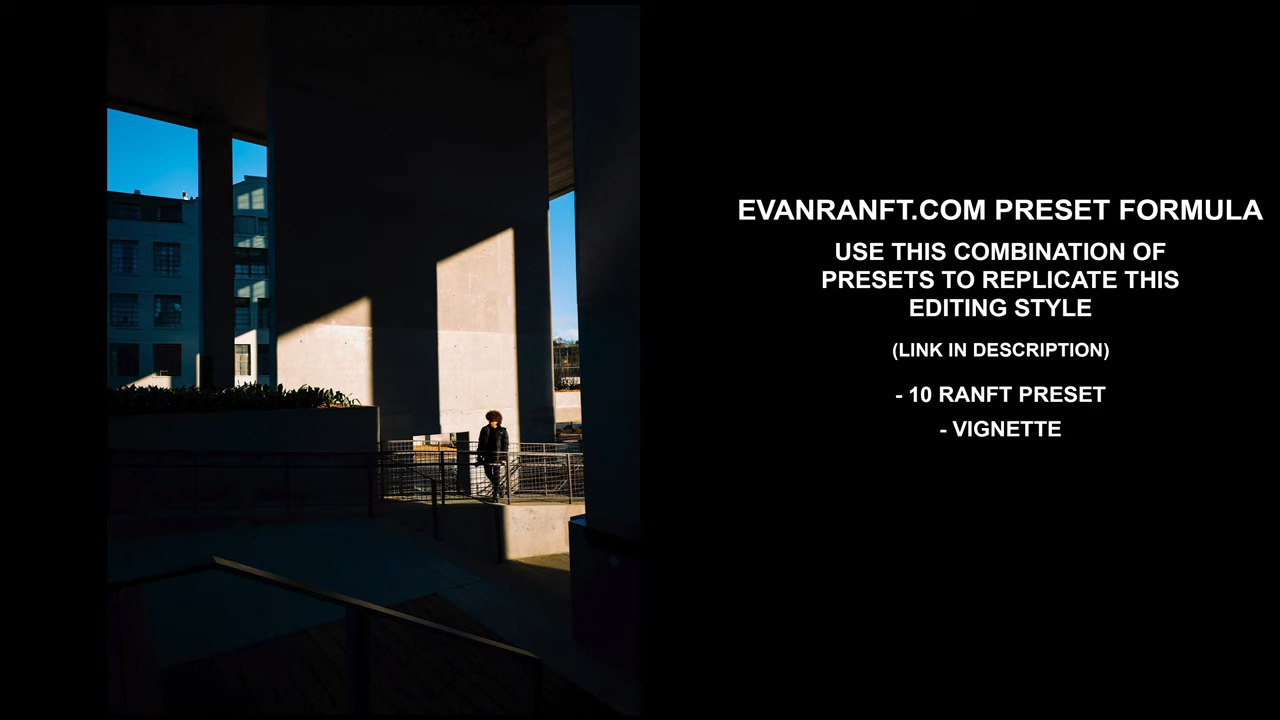 EVANRANFT.COM PRESET FORMULA
USE THIS COMBINATION OF
PRESETS TO REPLICATE THIS
EDITING STYLE
(LINK IN DESCRIPTION)
- 10 RANFT PRESET
- VIGNETTE